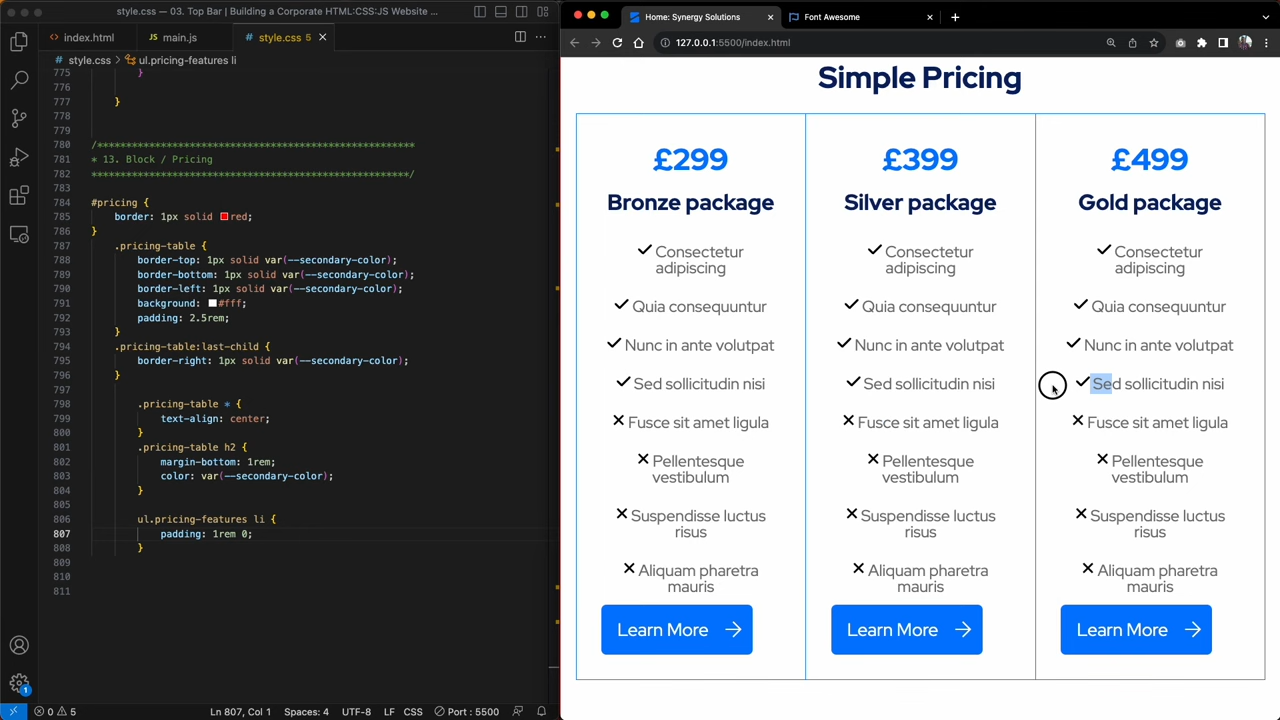 style.css — 03. Top Bar | Building a Corporate HTML:CSS:JS Website ...
index.html
main.js
style.css 5
style.css > ul.pricing-features li
775 }
776
777 }
778
779
780 /*******************************************************
781 * 13. Block / Pricing
782 *******************************************************/
783
784 #pricing {
785 border: 1px solid red;
786 }
787 .pricing-table {
788 border-top: 1px solid var(--secondary-color);
789 border-bottom: 1px solid var(--secondary-color);
790 border-left: 1px solid var(--secondary-color);
791 background: #fff;
792 padding: 2.5rem;
793 }
794 .pricing-table:last-child {
795 border-right: 1px solid var(--secondary-color);
796 }
797
798 .pricing-table * {
799 text-align: center;
800 }
801 .pricing-table h2 {
802 margin-bottom: 1rem;
803 color: var(--secondary-color);
804 }
805
806 ul.pricing-features li {
807 padding: 1rem 0;
808 }
809
810
811
1
0 5
Ln 807, Col 1
Spaces: 4
UTF-8
LF
CSS
Port : 5500
Home: Synergy Solutions
Font Awesome
127.0.0.1:5500/index.html
Simple Pricing
£299
Bronze package
Consectetur
adipiscing
Quia consequuntur
Nunc in ante volutpat
Sed sollicitudin nisi
Fusce sit amet ligula
Pellentesque
vestibulum
Suspendisse luctus
risus
Aliquam pharetra
mauris
Learn More
£399
Silver package
Consectetur
adipiscing
Quia consequuntur
Nunc in ante volutpat
Sed sollicitudin nisi
Fusce sit amet ligula
Pellentesque
vestibulum
Suspendisse luctus
risus
Aliquam pharetra
mauris
Learn More
£499
Gold package
Consectetur
adipiscing
Quia consequuntur
Nunc in ante volutpat
Sed sollicitudin nisi
Fusce sit amet ligula
Pellentesque
vestibulum
Suspendisse luctus
risus
Aliquam pharetra
mauris
Learn More